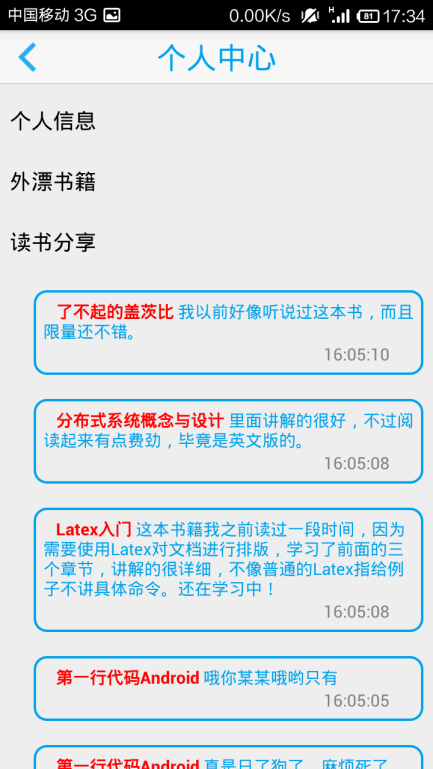 中国移动 3G 0.00K/s H 81 17:34
个人中心
个人信息
外漂书籍
读书分享
了不起的盖茨比 我以前好像听说过这本书，而且
限量还不错。
16:05:10
分布式系统概念与设计 里面讲解的很好，不过阅
读起来有点费劲，毕竟是英文版的。
16:05:08
Latex入门 这本书籍我之前读过一段时间，因为
需要使用Latex对文档进行排版，学习了前面的三
个章节，讲解的很详细，不像普通的Latex指给例
子不讲具体命令。还在学习中！
16:05:08
第一行代码Android 哦你某某哦哟只有
16:05:05
第一行代码Android 真是日了狗了，麻烦死了